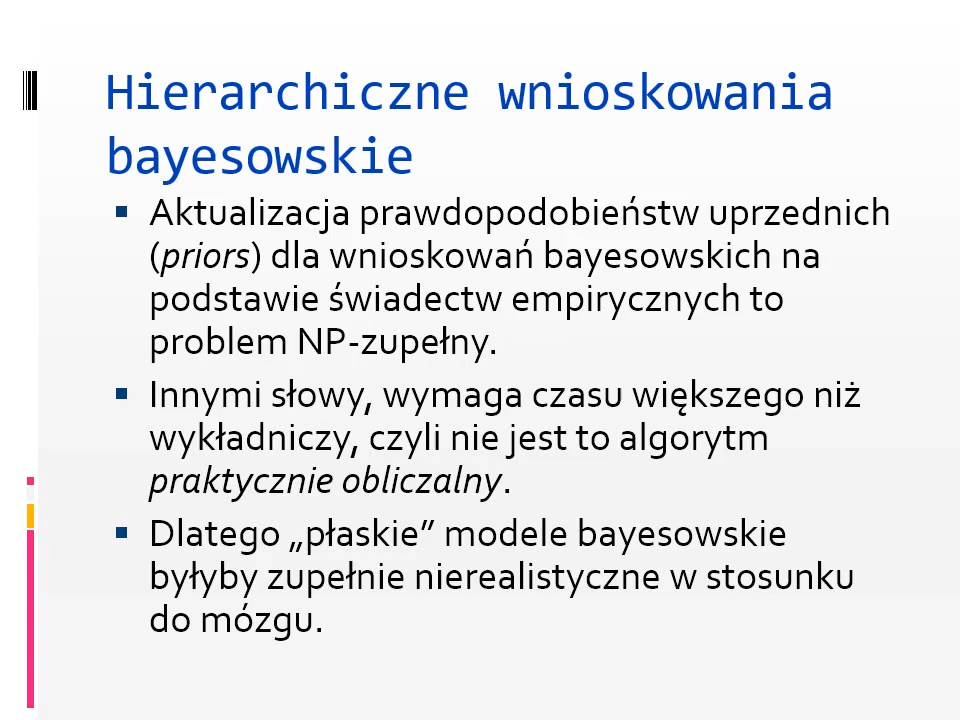 Hierarchiczne wnioskowania
bayesowskie
Aktualizacja prawdopodobieństw uprzednich
(priors) dla wnioskowań bayesowskich na
podstawie świadectw empirycznych to
problem NP-zupełny.
Innymi słowy, wymaga czasu większego niż
wykładniczy, czyli nie jest to algorytm
praktycznie obliczalny.
Dlatego „płaskie” modele bayesowskie
byłyby zupełnie nierealistyczne w stosunku
do mózgu.